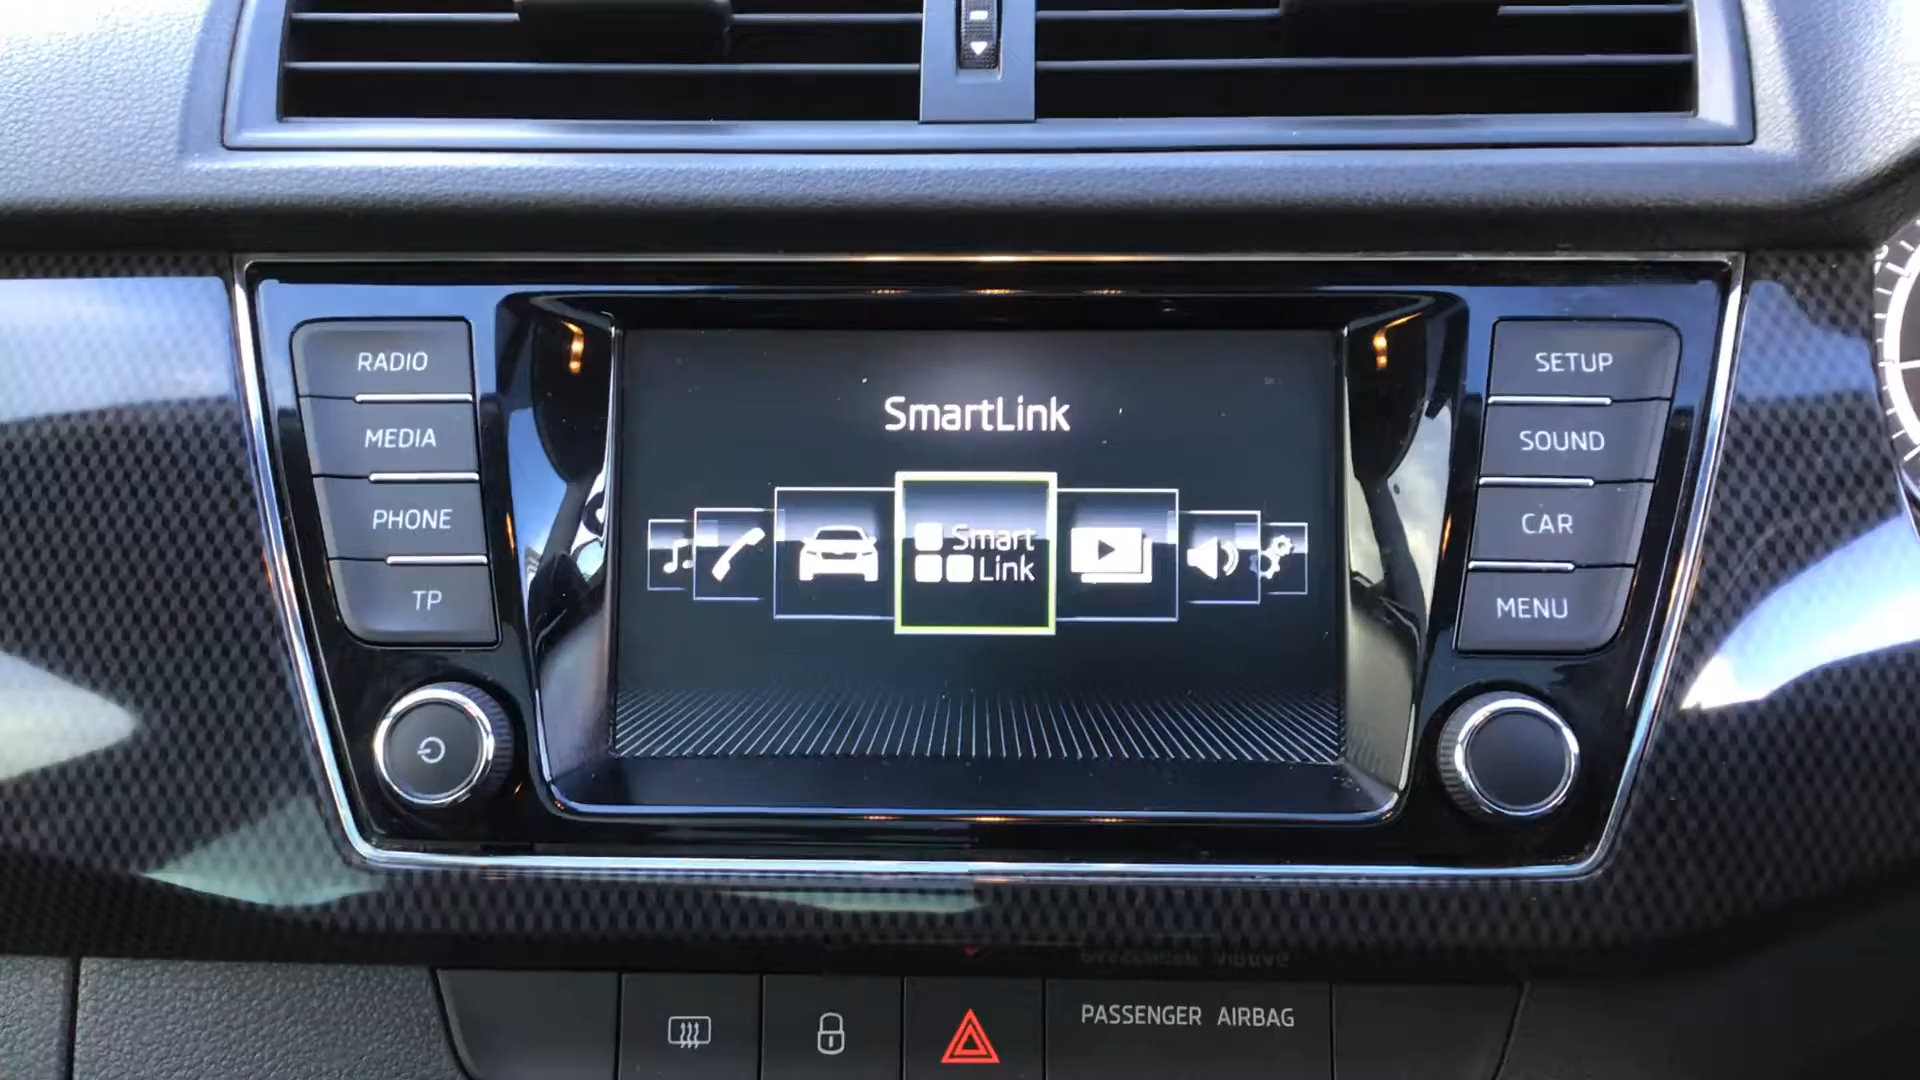 RADIO
MEDIA
PHONE
TP
SmartLink
Smart
Link
SETUP
SOUND
CAR
MENU
PASSENGER AIRBAG